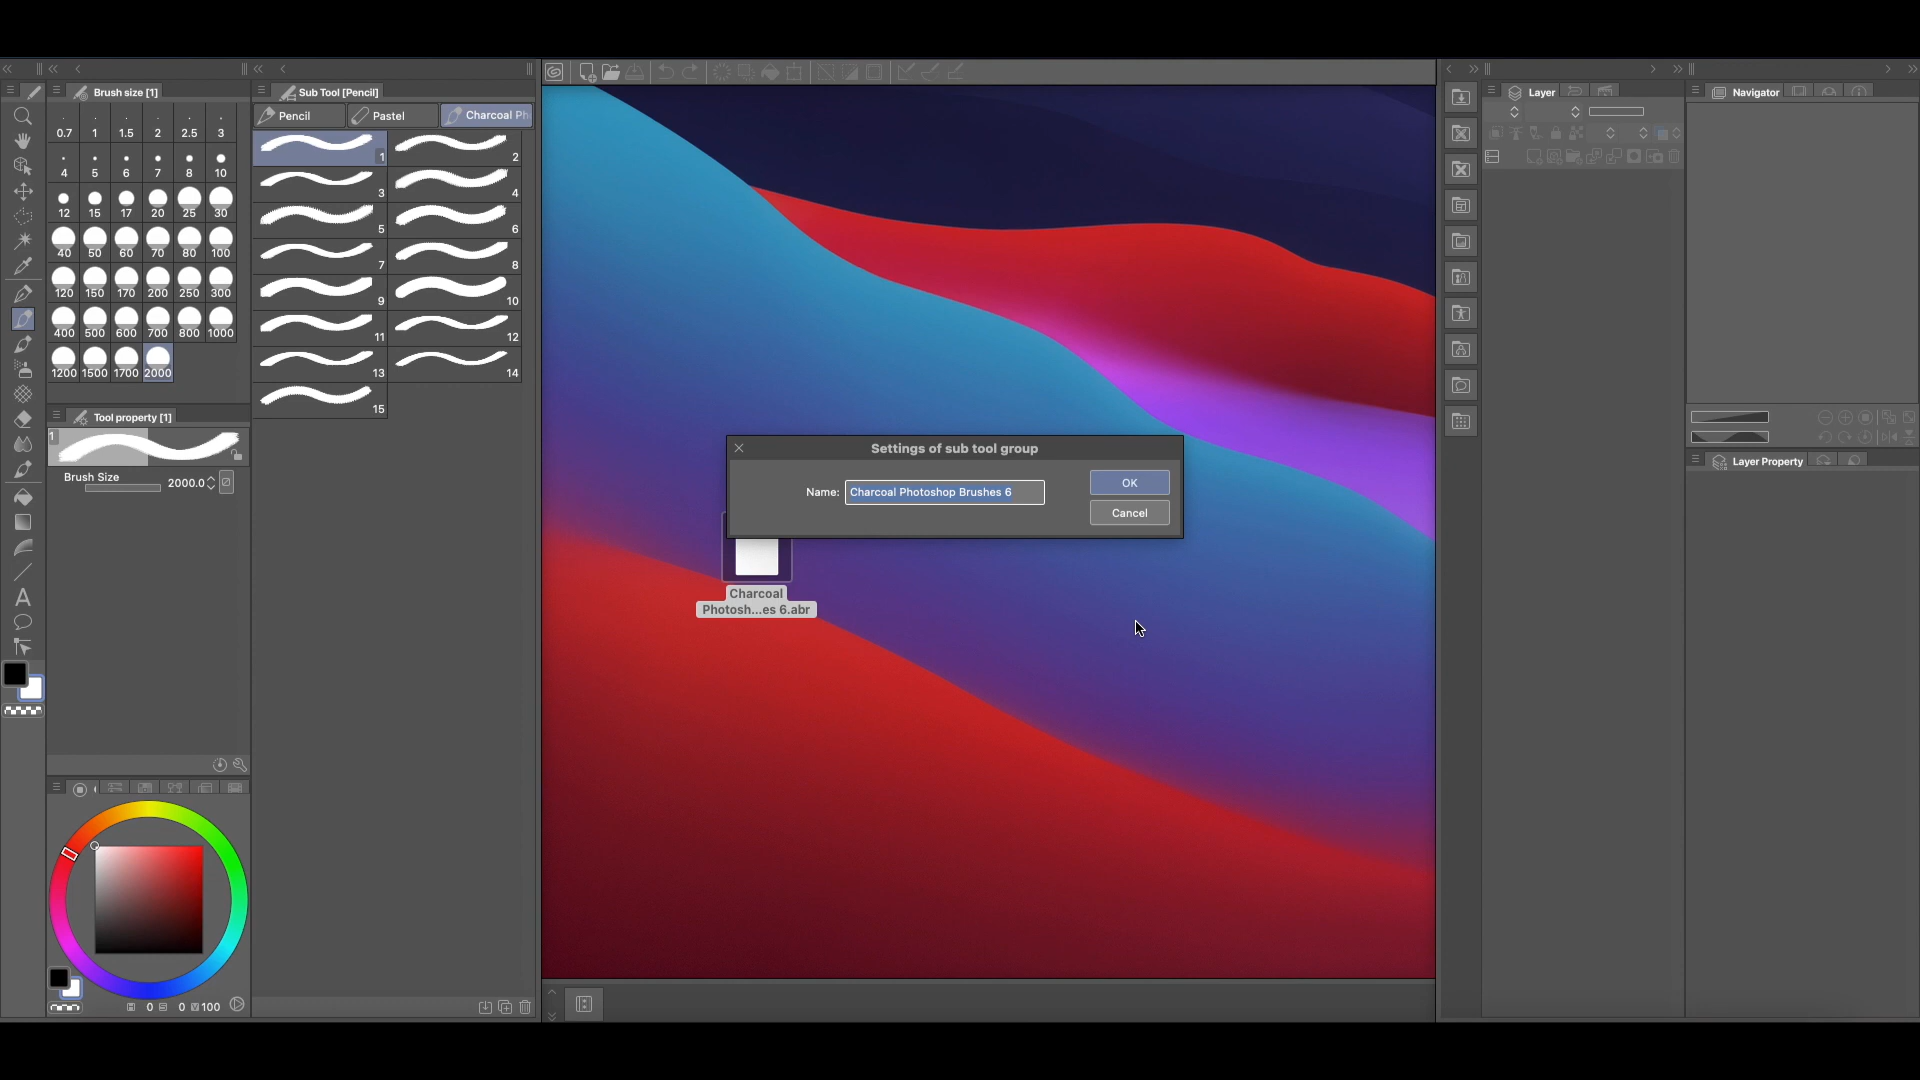 Brush size [1]
Sub Tool [Pencil]
Layer
Navigator
Pencil
Pastel
Charcoal Ph
0.7 1 1.5 2 2.5 3
4 5 6 7 8 10
12 15 17 20 25 30
40 50 60 70 80 100
120 150 170 200 250 300
400 500 600 700 800 1000
1200 1500 1700 2000
1 2
3 4
5 6
7 8
9 10
11 12
13 14
15
Tool property [1]
1
Brush Size 2000.0
Settings of sub tool group
Name: Charcoal Photoshop Brushes 6
OK
Cancel
Charcoal
Photosh...es 6.abr
Layer Property
A
H 0 S 0 V 100